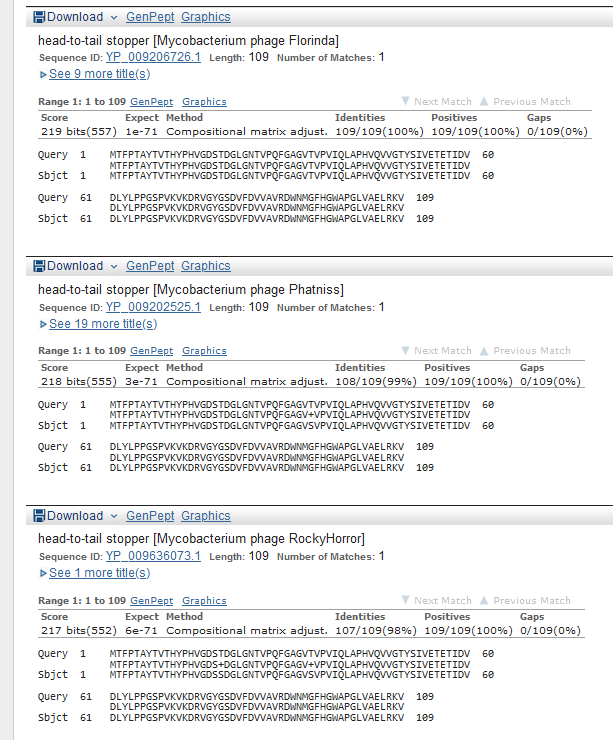 Download GenPept Graphics
head-to-tail stopper [Mycobacterium phage Florinda]
Sequence ID: YP_009206726.1 Length: 109 Number of Matches: 1
See 9 more title(s)
Range 1: 1 to 109 GenPept Graphics Next Match Previous Match
Score Expect Method Identities Positives Gaps
219 bits(557) 1e-71 Compositional matrix adjust. 109/109(100%) 109/109(100%) 0/109(0%)
Query 1 MTFPTAYTVTHYPHVGDSTDGLGNTVPQFGAGVTVPVIQLAPHVQVVGTYSIVETETIDV 60
MTFPTAYTVTHYPHVGDSTDGLGNTVPQFGAGVTVPVIQLAPHVQVVGTYSIVETETIDV
Sbjct 1 MTFPTAYTVTHYPHVGDSTDGLGNTVPQFGAGVTVPVIQLAPHVQVVGTYSIVETETIDV 60
Query 61 DLYLPPGSPVKVKDRVGYGSDVFDVVAVRDWNMGFHGWAPGLVAELRKV 109
DLYLPPGSPVKVKDRVGYGSDVFDVVAVRDWNMGFHGWAPGLVAELRKV
Sbjct 61 DLYLPPGSPVKVKDRVGYGSDVFDVVAVRDWNMGFHGWAPGLVAELRKV 109
Download GenPept Graphics
head-to-tail stopper [Mycobacterium phage Phatniss]
Sequence ID: YP_009202525.1 Length: 109 Number of Matches: 1
See 19 more title(s)
Range 1: 1 to 109 GenPept Graphics Next Match Previous Match
Score Expect Method Identities Positives Gaps
218 bits(555) 3e-71 Compositional matrix adjust. 108/109(99%) 109/109(100%) 0/109(0%)
Query 1 MTFPTAYTVTHYPHVGDSTDGLGNTVPQFGAGVTVPVIQLAPHVQVVGTYSIVETETIDV 60
MTFPTAYTVTHYPHVGDSTDGLGNTVPQFGAGV+VPVIQLAPHVQVVGTYSIVETETIDV
Sbjct 1 MTFPTAYTVTHYPHVGDSTDGLGNTVPQFGAGVSVPVIQLAPHVQVVGTYSIVETETIDV 60
Query 61 DLYLPPGSPVKVKDRVGYGSDVFDVVAVRDWNMGFHGWAPGLVAELRKV 109
DLYLPPGSPVKVKDRVGYGSDVFDVVAVRDWNMGFHGWAPGLVAELRKV
Sbjct 61 DLYLPPGSPVKVKDRVGYGSDVFDVVAVRDWNMGFHGWAPGLVAELRKV 109
Download GenPept Graphics
head-to-tail stopper [Mycobacterium phage RockyHorror]
Sequence ID: YP_009636073.1 Length: 109 Number of Matches: 1
See 1 more title(s)
Range 1: 1 to 109 GenPept Graphics Next Match Previous Match
Score Expect Method Identities Positives Gaps
217 bits(552) 6e-71 Compositional matrix adjust. 107/109(98%) 109/109(100%) 0/109(0%)
Query 1 MTFPTAYTVTHYPHVGDSTDGLGNTVPQFGAGVTVPVIQLAPHVQVVGTYSIVETETIDV 60
MTFPTAYTVTHYPHVGDS+DGLGNTVPQFGAGV+VPVIQLAPHVQVVGTYSIVETETIDV
Sbjct 1 MTFPTAYTVTHYPHVGDSSDGLGNTVPQFGAGVSVPVIQLAPHVQVVGTYSIVETETIDV 60
Query 61 DLYLPPGSPVKVKDRVGYGSDVFDVVAVRDWNMGFHGWAPGLVAELRKV 109
DLYLPPGSPVKVKDRVGYGSDVFDVVAVRDWNMGFHGWAPGLVAELRKV
Sbjct 61 DLYLPPGSPVKVKDRVGYGSDVFDVVAVRDWNMGFHGWAPGLVAELRKV 109